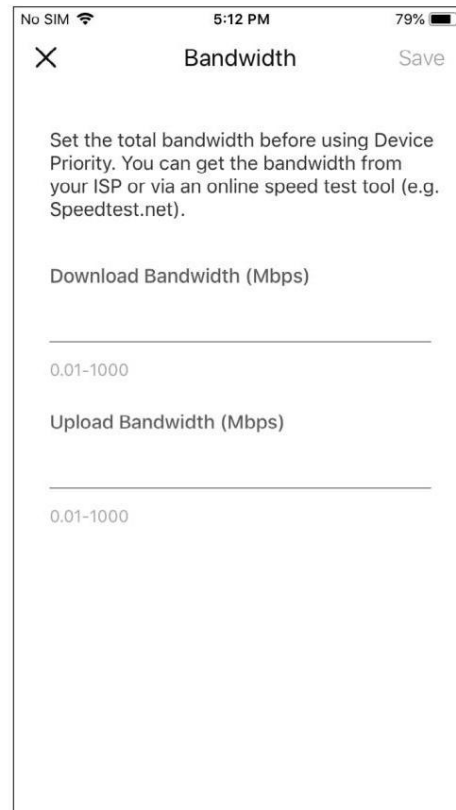 No SIM 5:12 PM 79%
Bandwidth Save
Set the total bandwidth before using Device
Priority. You can get the bandwidth from
your ISP or via an online speed test tool (e.g.
Speedtest.net).
Download Bandwidth (Mbps)
0.01-1000
Upload Bandwidth (Mbps)
0.01-1000